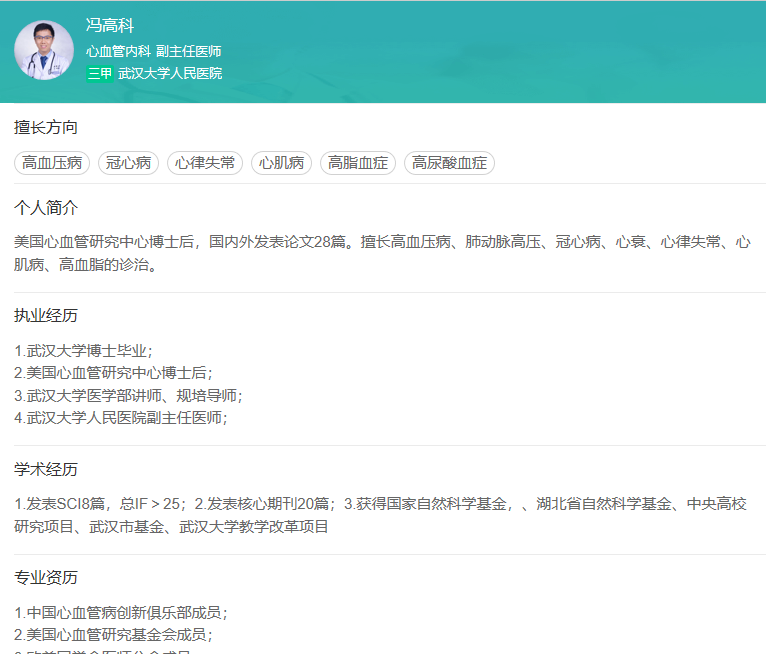 冯高科
心血管内科 副主任医师
三甲 武汉大学人民医院
擅长方向
高血压病 冠心病 心律失常 心肌病 高脂血症 高尿酸血症
个人简介
美国心血管研究中心博士后，国内外发表论文28篇。擅长高血压病、肺动脉高压、冠心病、心衰、心律失常、心
肌病、高血脂的诊治。
执业经历
1.武汉大学博士毕业；
2.美国心血管研究中心博士后；
3.武汉大学医学部讲师、规培导师；
4.武汉大学人民医院副主任医师；
学术经历
1.发表SCI8篇，总IF＞25；2.发表核心期刊20篇；3.获得国家自然科学基金，、湖北省自然科学基金、中央高校
研究项目、武汉市基金、武汉大学教学改革项目
专业资历
1.中国心血管病创新俱乐部成员；
2.美国心血管研究基金会成员；